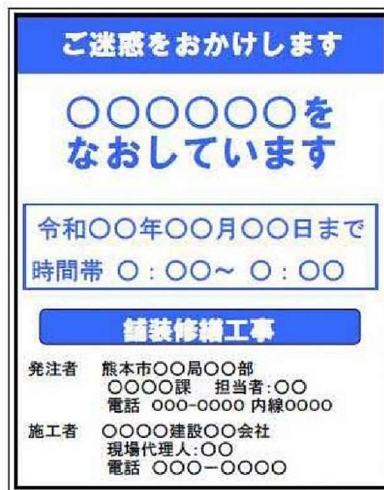 ご迷惑をおかけします
〇〇〇〇〇〇を
なおしています
令和〇〇年〇〇月〇〇日まで
時間帯 〇：〇〇～ 〇：〇〇
舗装修繕工事
発注者 熊本市〇〇局〇〇部
〇〇〇〇課 担当者:〇〇
電話 000-0000 内線0000
施工者 〇〇〇〇建設〇〇会社
現場代理人:〇〇
電話 〇〇〇－〇〇〇〇